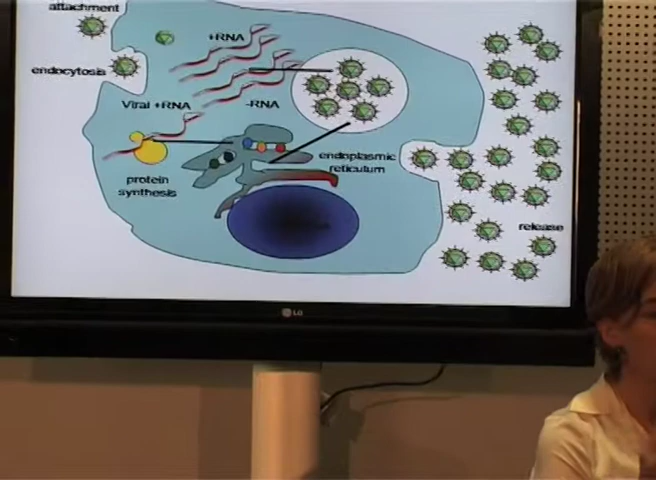 attachment
+RNA
endocytosis
Viral +RNA
-RNA
endoplasmic
reticulum
protein
synthesis
release
LG